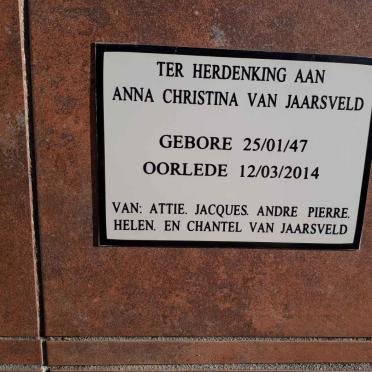 TER HERDENKING AAN
ANNA CHRISTINA VAN JAARSVELD
GEBORE 25/01/47
OORLEDE 12/03/2014
VAN: ATTIE. JACQUES. ANDRE PIERRE.
HELEN. EN CHANTEL VAN JAARSVELD